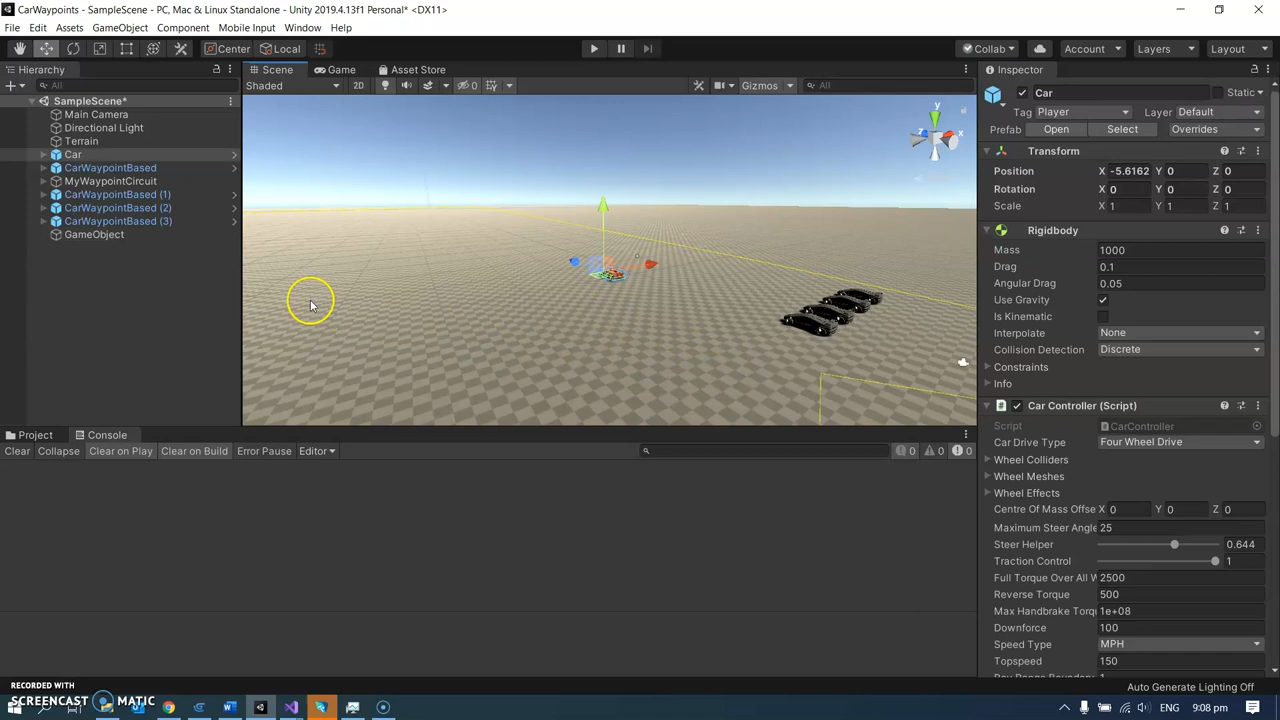 CarWaypoints - SampleScene - PC, Mac & Linux Standalone - Unity 2019.4.13f1 Personal* <DX11>
File Edit Assets GameObject Component Mobile Input Window Help
Center Local Collab Account Layers Layout
Hierarchy
All
SampleScene*
Main Camera
Directional Light
Terrain
Car
CarWaypointBased
MyWaypointCircuit
CarWaypointBased (1)
CarWaypointBased (2)
CarWaypointBased (3)
GameObject
Scene Game Asset Store
Shaded 2D 0 Gizmos All
y
x
z
Project Console
Clear Collapse Clear on Play Clear on Build Error Pause Editor 0 0 0
Inspector
Car Static
Tag Player Layer Default
Prefab Open Select Overrides
Transform
Position X -5.6162 Y 0 Z 0
Rotation X 0 Y 0 Z 0
Scale X 1 Y 1 Z 1
Rigidbody
Mass 1000
Drag 0.1
Angular Drag 0.05
Use Gravity
Is Kinematic
Interpolate None
Collision Detection Discrete
Constraints
Info
Car Controller (Script)
Script CarController
Car Drive Type Four Wheel Drive
Wheel Colliders
Wheel Meshes
Wheel Effects
Centre Of Mass Offse X 0 Y 0 Z 0
Maximum Steer Angle 25
Steer Helper 0.644
Traction Control 1
Full Torque Over All W 2500
Reverse Torque 500
Max Handbrake Torqu 1e+08
Downforce 100
Speed Type MPH
Topspeed 150
Auto Generate Lighting Off
RECORDED WITH
SCREENCAST MATIC
ENG 9:08 pm